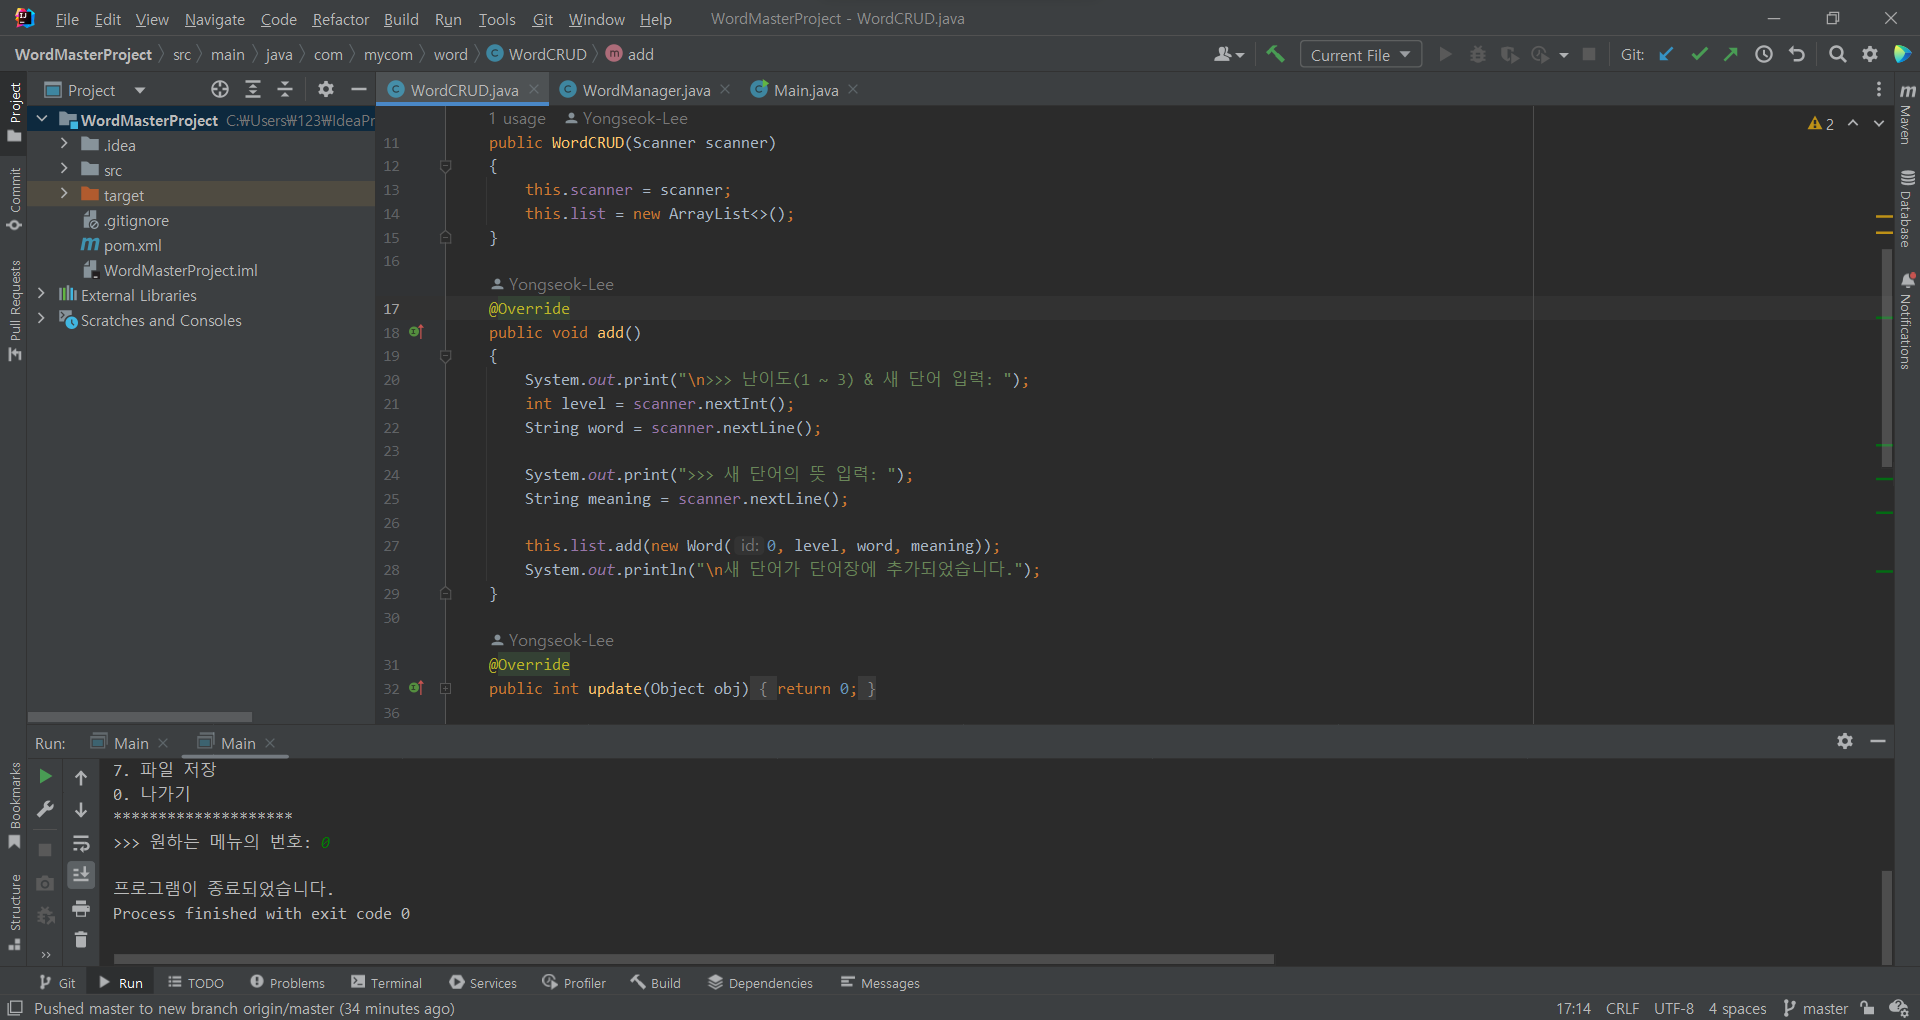 File Edit View Navigate Code Refactor Build Run Tools Git Window Help WordMasterProject - WordCRUD.java
WordMasterProject src main java com mycom word WordCRUD add Current File Git:
Project WordCRUD.java WordManager.java Main.java
WordMasterProject C:₩Users₩123₩IdeaPr
.idea
src
target
.gitignore
pom.xml
WordMasterProject.iml
External Libraries
Scratches and Consoles
Project
Commit
Pull Requests
Bookmarks
Structure
1 usage Yongseok-Lee
2
11 public WordCRUD(Scanner scanner)
12 {
13 this.scanner = scanner;
14 this.list = new ArrayList<>();
15 }
16
Yongseok-Lee
17 @Override
18 public void add()
19 {
20 System.out.print("\n>>> 난이도(1 ~ 3) & 새 단어 입력: ");
21 int level = scanner.nextInt();
22 String word = scanner.nextLine();
23
24 System.out.print(">>> 새 단어의 뜻 입력: ");
25 String meaning = scanner.nextLine();
26
27 this.list.add(new Word( id: 0, level, word, meaning));
28 System.out.println("\n새 단어가 단어장에 추가되었습니다.");
29 }
30
Yongseok-Lee
31 @Override
32 public int update(Object obj) { return 0; }
36
Maven
Database
Notifications
Run: Main Main
7. 파일 저장
0. 나가기
********************
>>> 원하는 메뉴의 번호: 0
프로그램이 종료되었습니다.
Process finished with exit code 0
Git Run TODO Problems Terminal Services Profiler Build Dependencies Messages
Pushed master to new branch origin/master (34 minutes ago) 17:14 CRLF UTF-8 4 spaces master